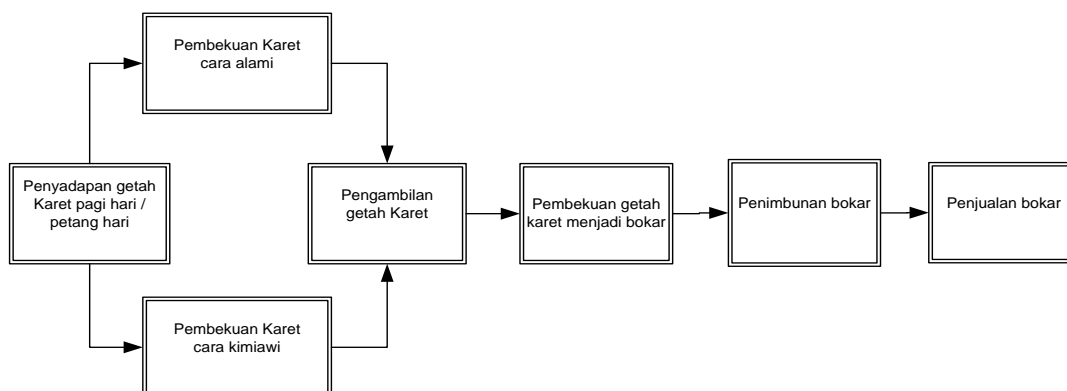 Pembekuan Karet
cara alami
Penyadapan getah
Karet pagi hari /
petang hari
Pengambilan
getah Karet
Pembekuan getah
karet menjadi bokar
Penimbunan bokar
Penjualan bokar
Pembekuan Karet
cara kimiawi